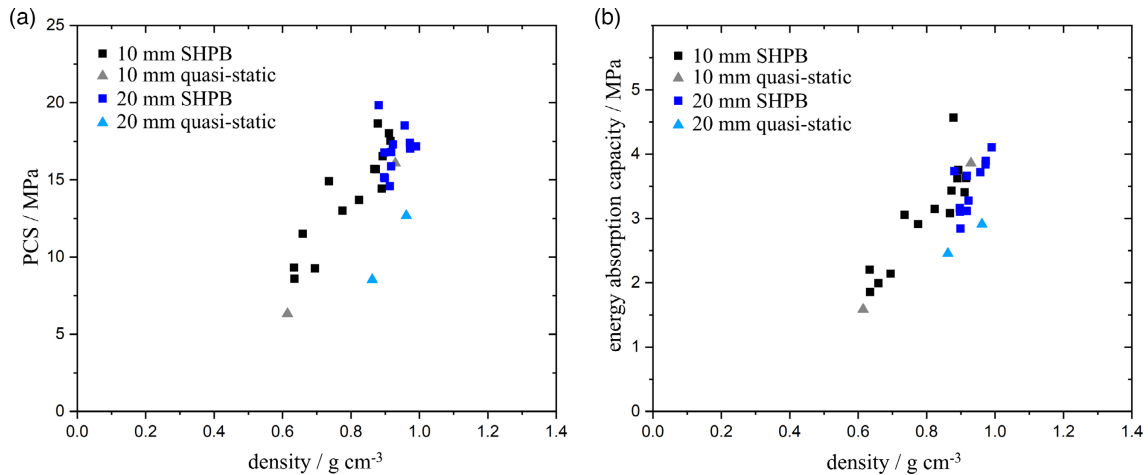 (a)
25
20
15
10
5
0
PCS / MPa
10 mm SHPB
10 mm quasi-static
20 mm SHPB
20 mm quasi-static
0.0 0.2 0.4 0.6 0.8 1.0 1.2 1.4
density / g cm⁻³
(b)
5
4
3
2
1
0
energy absorption capacity / MPa
10 mm SHPB
10 mm quasi-static
20 mm SHPB
20 mm quasi-static
0.0 0.2 0.4 0.6 0.8 1.0 1.2 1.4
density / g cm⁻³